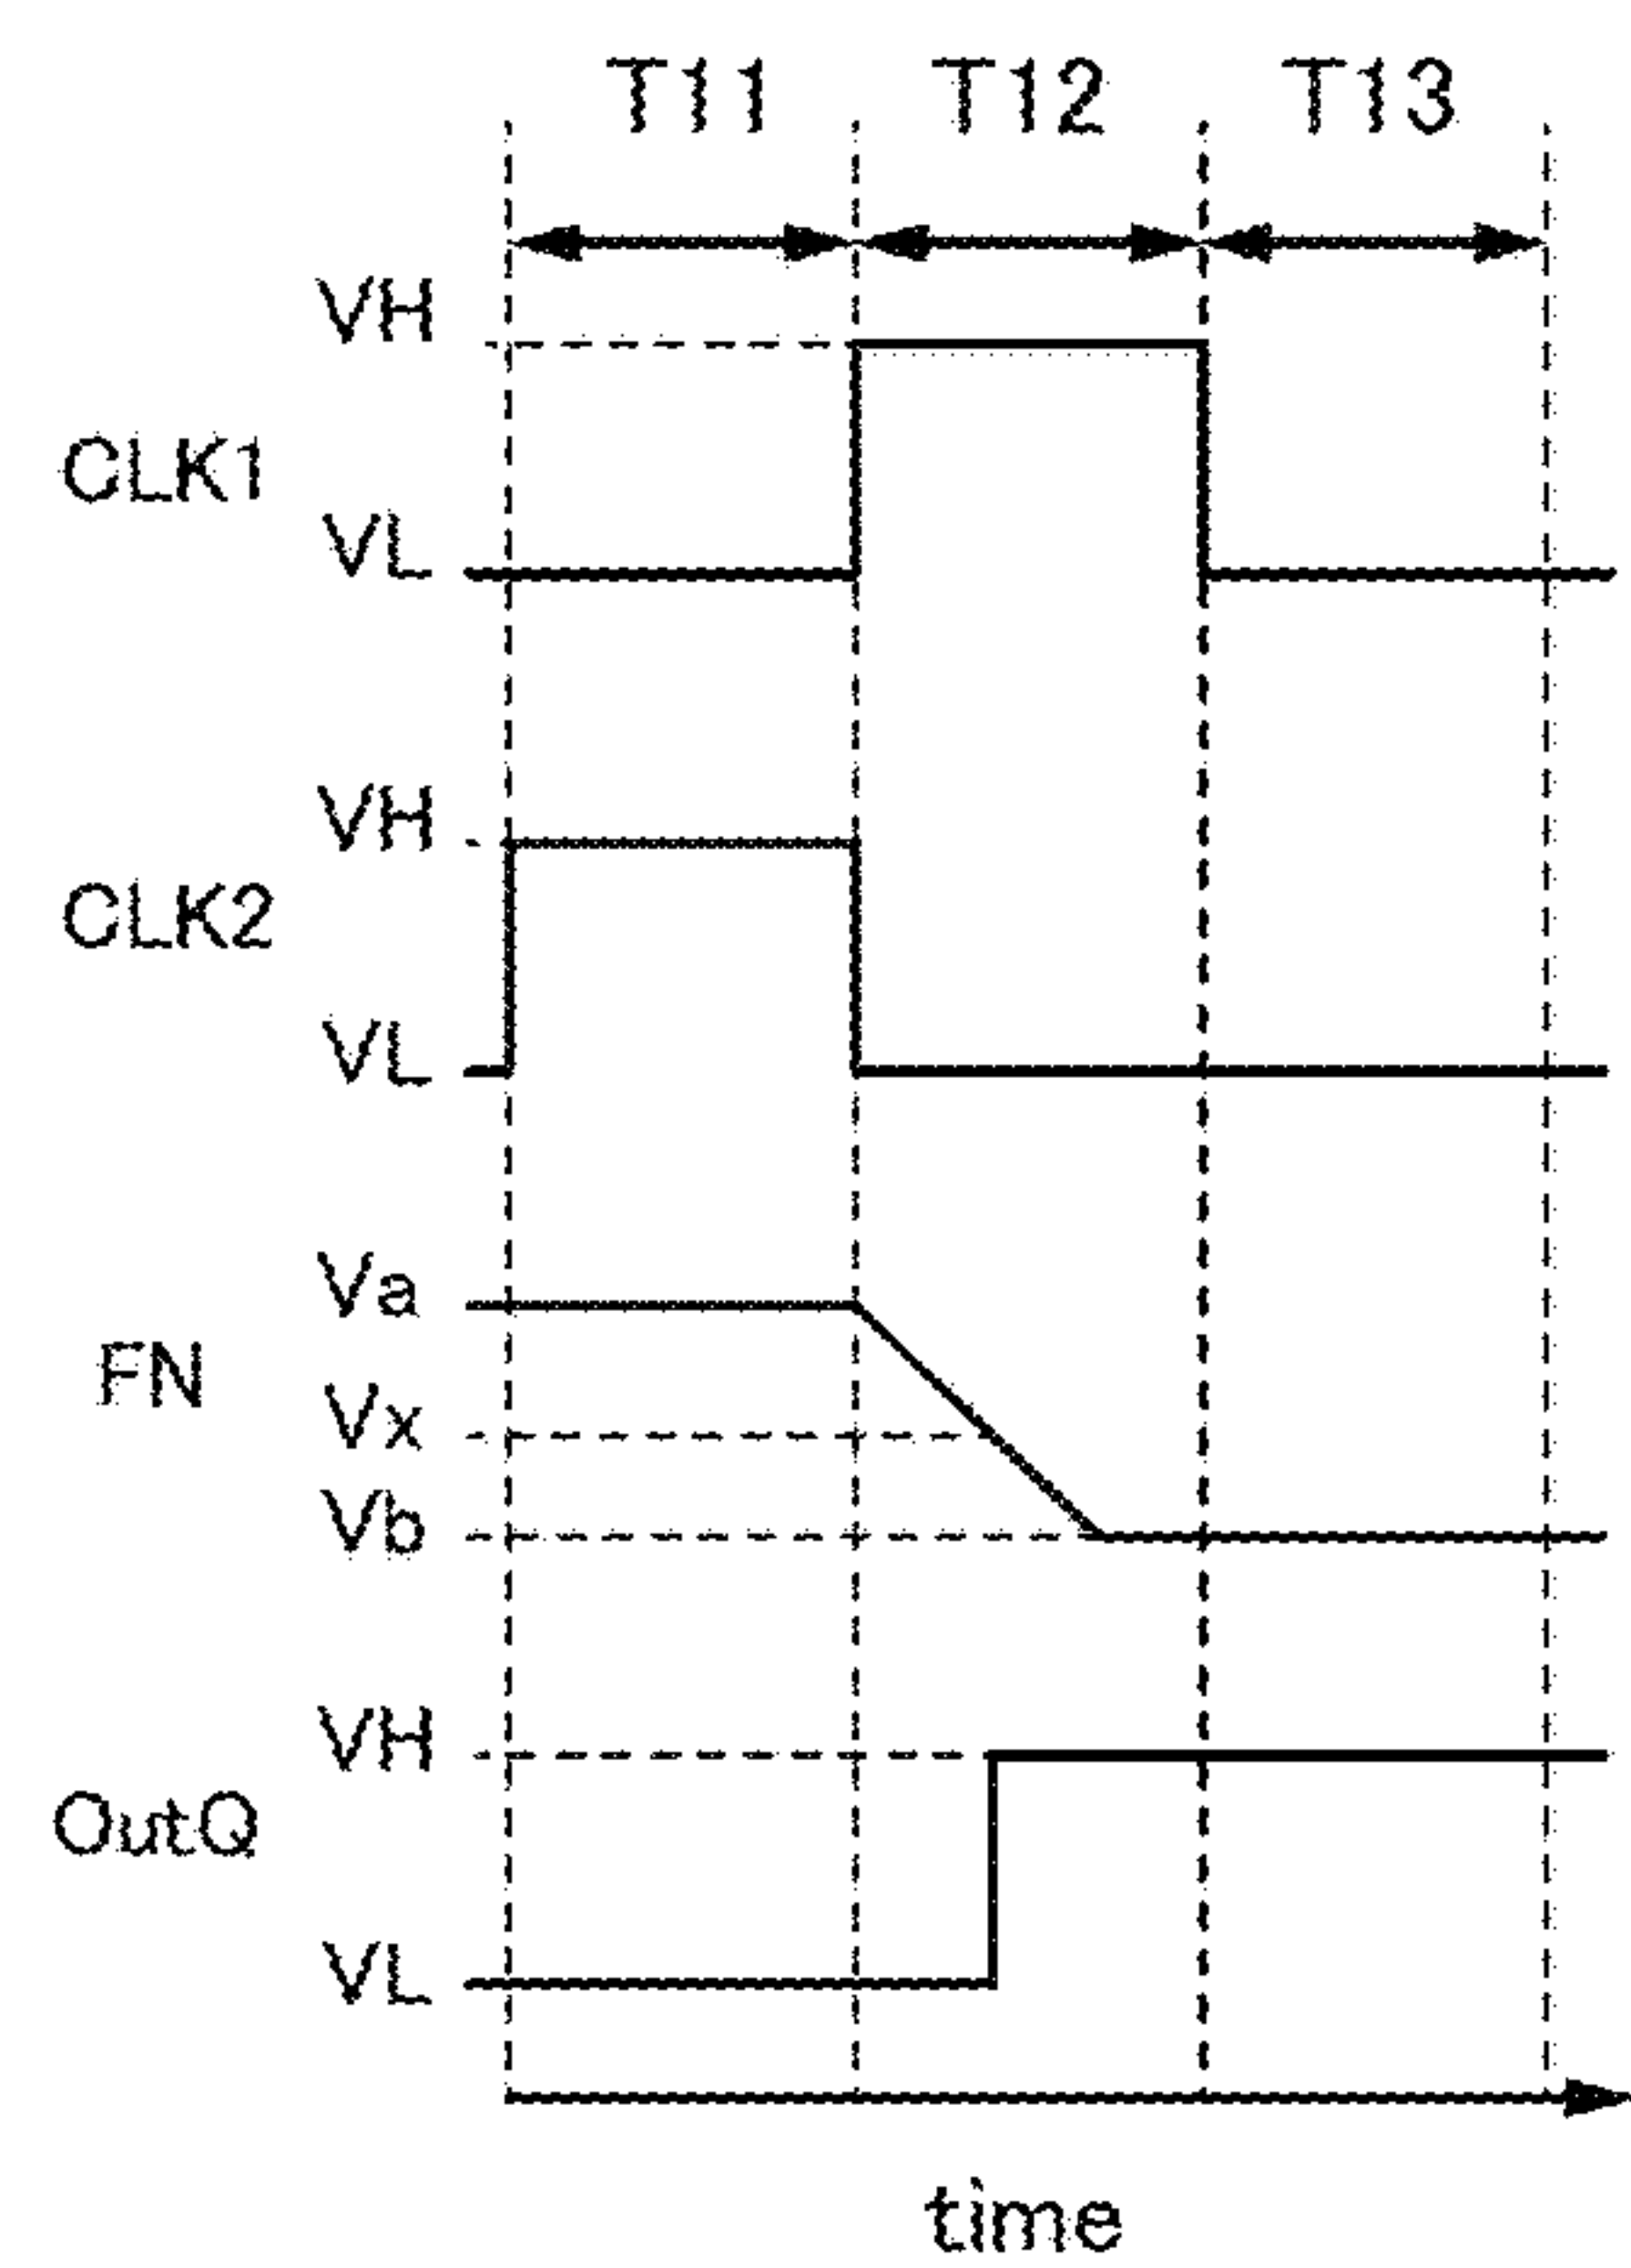 T11 T12 T13
VH
CLK1
VL
VH
CLK2
VL
Va
FN
Vx
Vb
VH
OutQ
VL
time